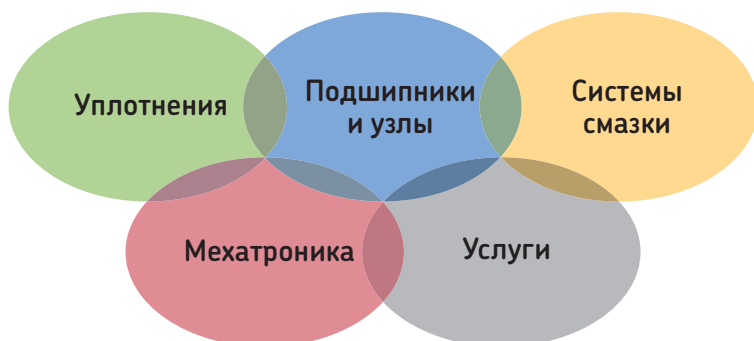 Уплотнения
Подшипники
и узлы
Системы
смазки
Мехатроника
Услуги